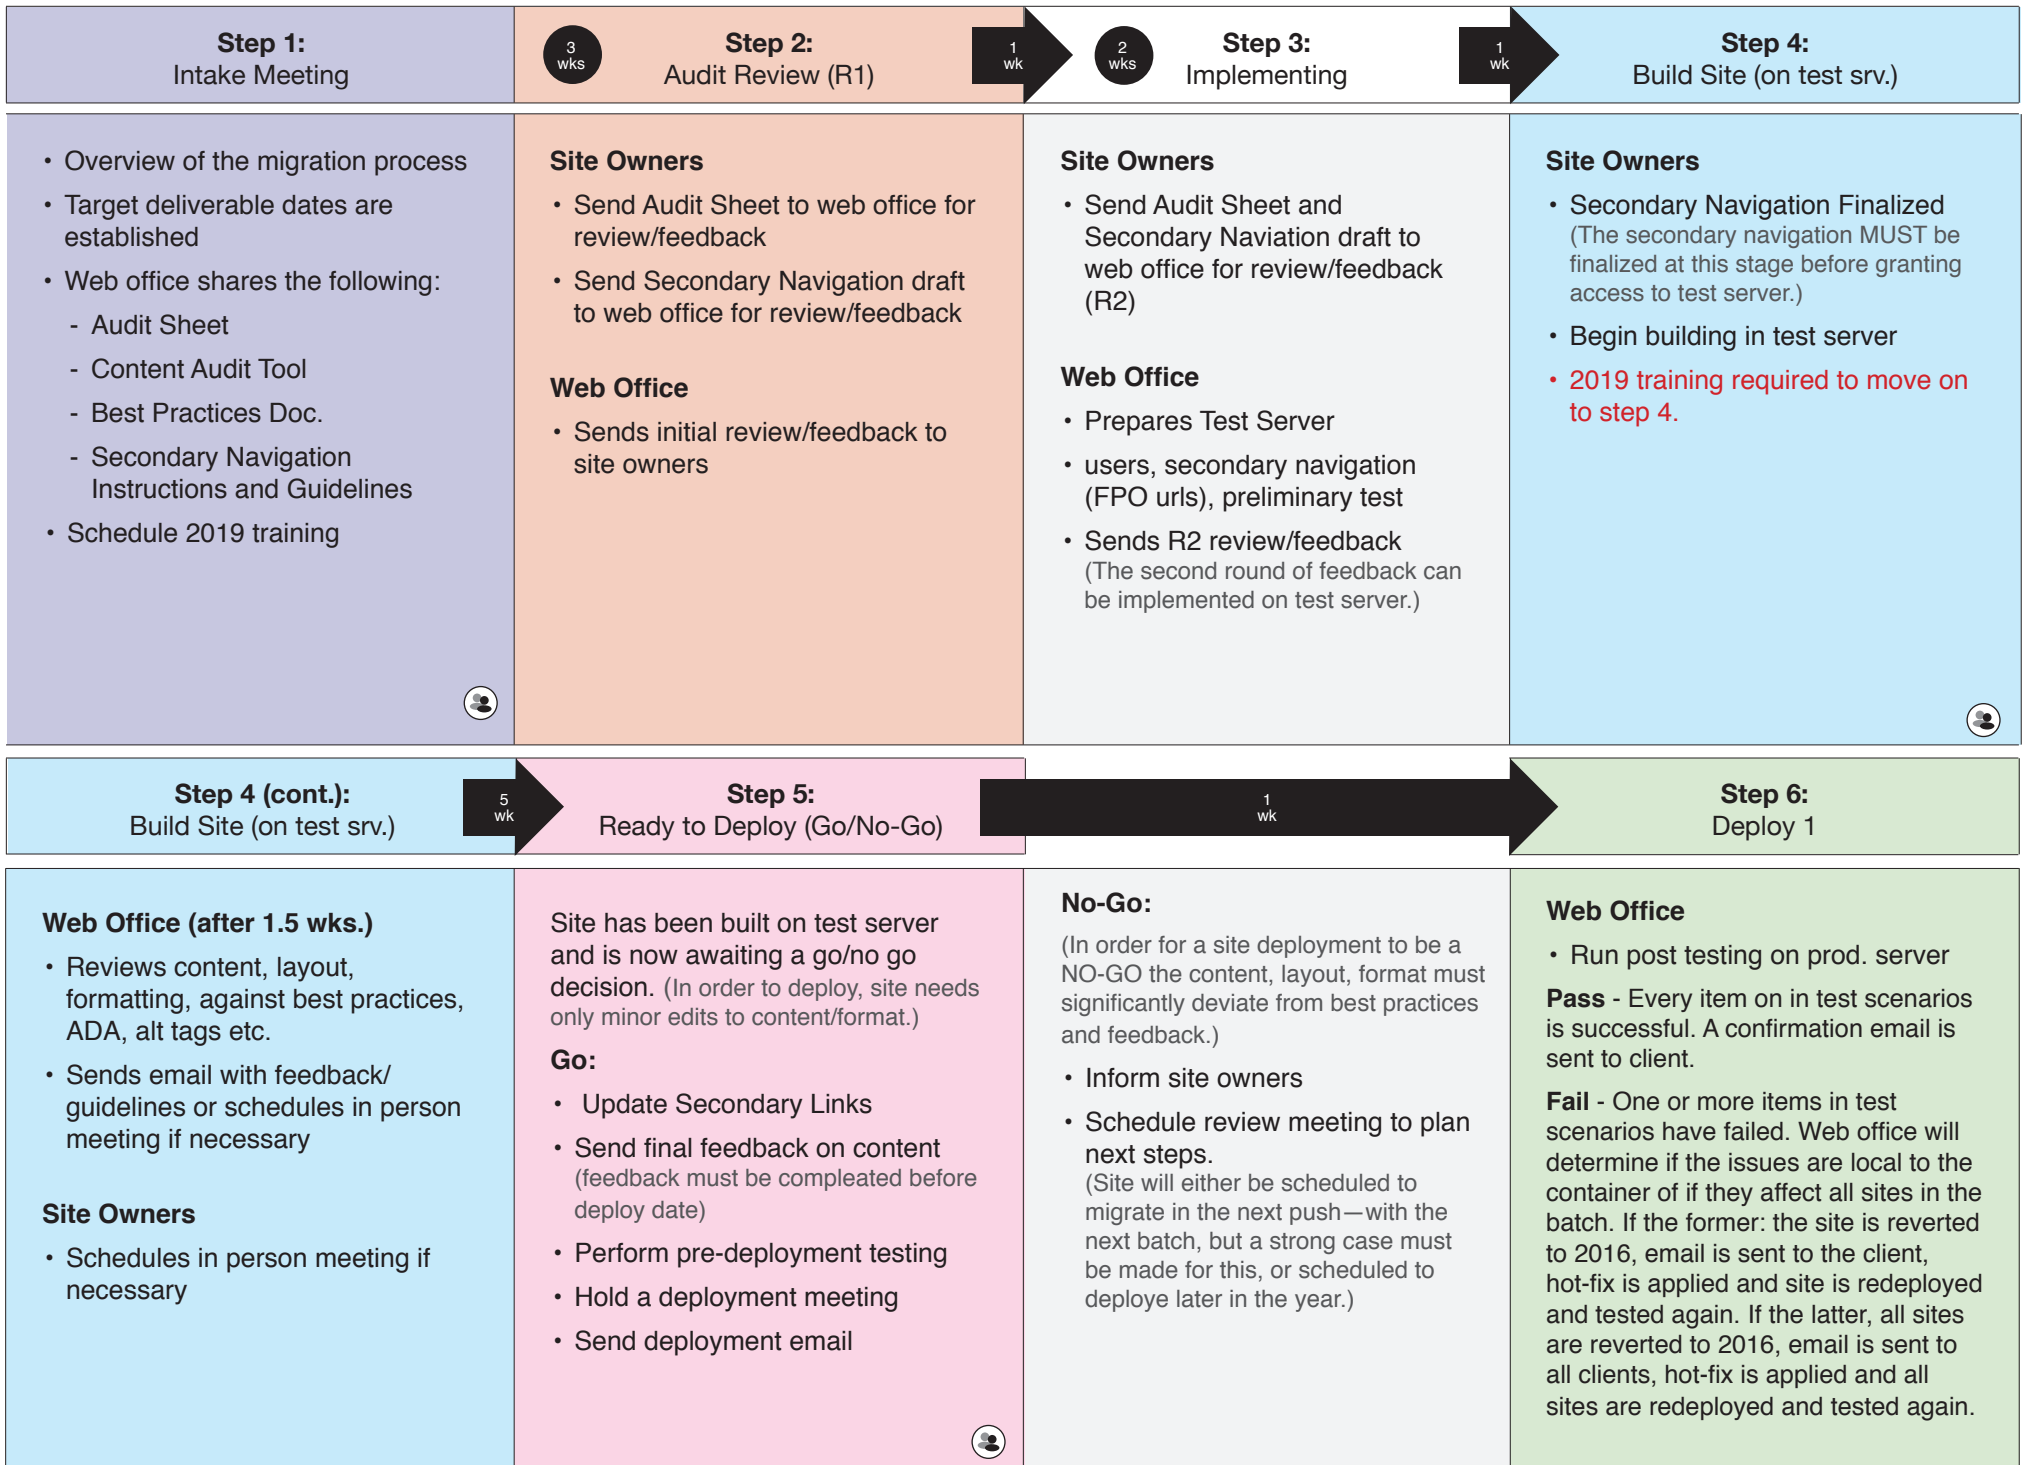 Step 1:
Intake Meeting
3
wks
Step 2:
Audit Review (R1)
1
wk
2
wks
Step 3:
Implementing
1
wk
Step 4:
Build Site (on test srv.)
• Overview of the migration process
• Target deliverable dates are
established
• Web office shares the following:
- Audit Sheet
- Content Audit Tool
- Best Practices Doc.
- Secondary Navigation
Instructions and Guidelines
• Schedule 2019 training
Site Owners
• Send Audit Sheet to web office for
review/feedback
• Send Secondary Navigation draft
to web office for review/feedback
Web Office
• Sends initial review/feedback to
site owners
Site Owners
• Send Audit Sheet and
Secondary Naviation draft to
web office for review/feedback
(R2)
Web Office
• Prepares Test Server
• users, secondary navigation
(FPO urls), preliminary test
• Sends R2 review/feedback
(The second round of feedback can
be implemented on test server.)
Site Owners
• Secondary Navigation Finalized
(The secondary navigation MUST be
finalized at this stage before granting
access to test server.)
• Begin building in test server
• 2019 training required to move on
to step 4.
Step 4 (cont.):
Build Site (on test srv.)
5
wk
Step 5:
Ready to Deploy (Go/No-Go)
1
wk
Step 6:
Deploy 1
Web Office (after 1.5 wks.)
• Reviews content, layout,
formatting, against best practices,
ADA, alt tags etc.
• Sends email with feedback/
guidelines or schedules in person
meeting if necessary
Site Owners
• Schedules in person meeting if
necessary
Site has been built on test server
and is now awaiting a go/no go
decision. (In order to deploy, site needs
only minor edits to content/format.)
Go:
• Update Secondary Links
• Send final feedback on content
(feedback must be compleated before
deploy date)
• Perform pre-deployment testing
• Hold a deployment meeting
• Send deployment email
No-Go:
(In order for a site deployment to be a
NO-GO the content, layout, format must
significantly deviate from best practices
and feedback.)
• Inform site owners
• Schedule review meeting to plan
next steps.
(Site will either be scheduled to
migrate in the next push—with the
next batch, but a strong case must
be made for this, or scheduled to
deploye later in the year.)
Web Office
• Run post testing on prod. server
Pass - Every item on in test scenarios
is successful. A confirmation email is
sent to client.
Fail - One or more items in test
scenarios have failed. Web office will
determine if the issues are local to the
container of if they affect all sites in the
batch. If the former: the site is reverted
to 2016, email is sent to the client,
hot-fix is applied and site is redeployed
and tested again. If the latter, all sites
are reverted to 2016, email is sent to
all clients, hot-fix is applied and all
sites are redeployed and tested again.